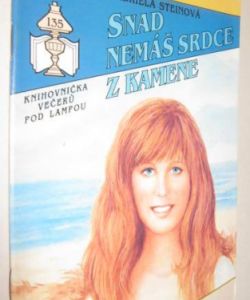 135
STEINOVÁ
SNAD
NEMÁŠ SRDCE
Z KAMENE
KNIHOVNIČKA
VEČERŮ
POD LAMPOU